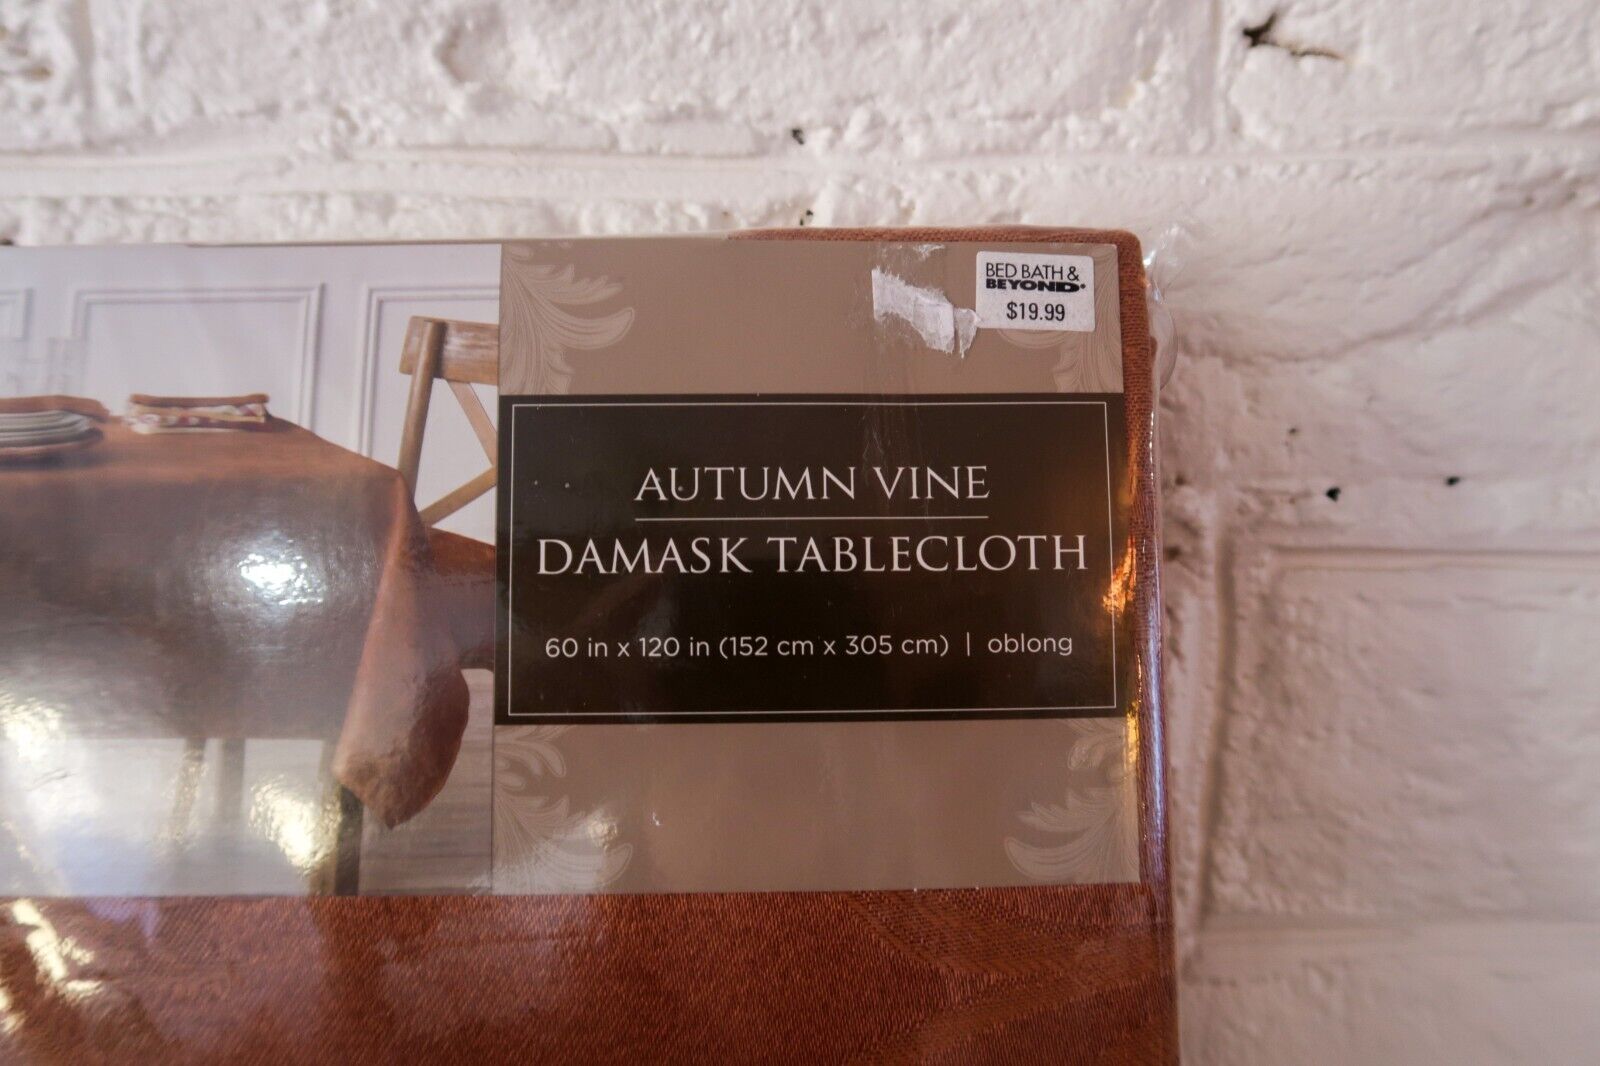 BED BATH &
BEYOND®
$19.99
AUTUMN VINE
DAMASK TABLECLOTH
60 in x 120 in (152 cm x 305 cm) | oblong